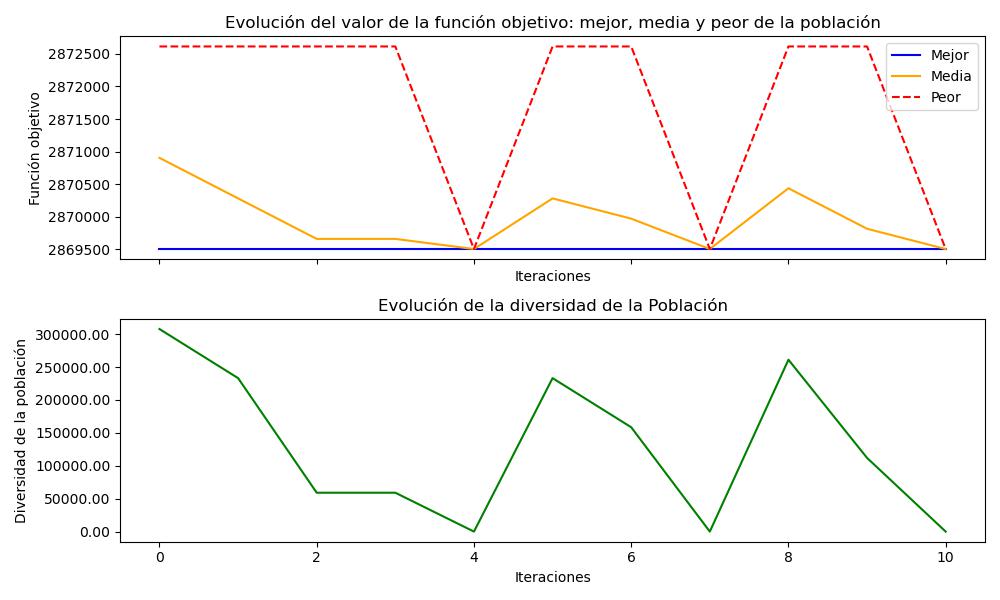 Evolución del valor de la función objetivo: mejor, media y peor de la población
2872500
2872000
2871500
2871000
2870500
2870000
2869500
Función objetivo
Mejor
Media
Peor
Iteraciones
Evolución de la diversidad de la Población
300000.00
250000.00
200000.00
150000.00
100000.00
50000.00
0.00
Diversidad de la población
0 2 4 6 8 10
Iteraciones